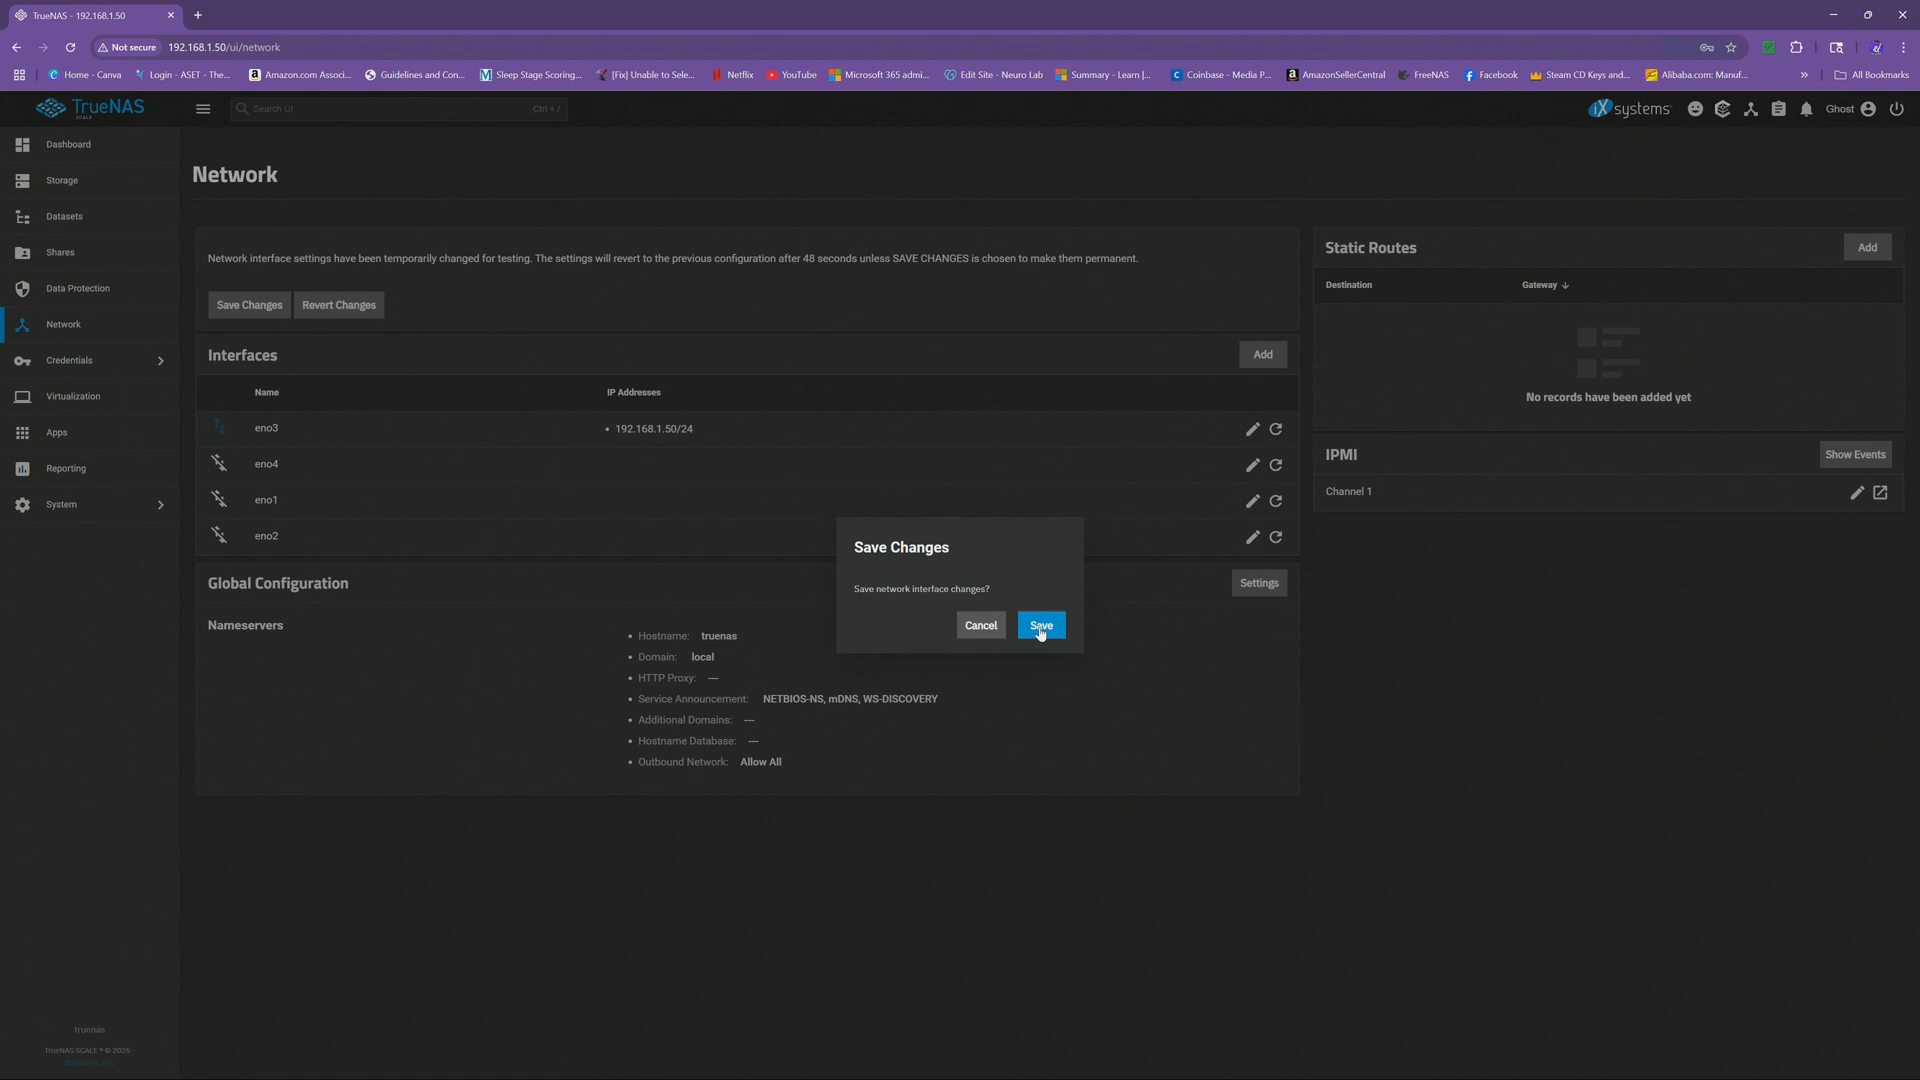 TrueNAS - 192.168.1.50
Not secure
192.168.1.50/ui/network
Home - Canva
Login - ASET - The...
Amazon.com Associ...
Guidelines and Con...
Sleep Stage Scoring...
[Fix] Unable to Sele...
Netflix
YouTube
Microsoft 365 admi...
Edit Site - Neuro Lab
Summary - Learn |...
Coinbase - Media P...
AmazonSellerCentral
FreeNAS
Facebook
Steam CD Keys and...
Alibaba.com: Manuf...
»
All Bookmarks
TrueNAS
SCALE
Search UI
Ctrl + /
iXsystems
Ghost
Dashboard
Storage
Datasets
Shares
Data Protection
Network
Credentials
Virtualization
Apps
Reporting
System
truenas
TrueNAS SCALE ® © 2025 -
Network
Network interface settings have been temporarily changed for testing. The settings will revert to the previous configuration after 48 seconds unless SAVE CHANGES is chosen to make them permanent.
Save Changes
Revert Changes
Interfaces
Add
Name
IP Addresses
eno3
• 192.168.1.50/24
eno4
eno1
eno2
Global Configuration
Settings
Nameservers
• Hostname: truenas
• Domain: local
• HTTP Proxy: —
• Service Announcement: NETBIOS-NS, mDNS, WS-DISCOVERY
• Additional Domains: —
• Hostname Database: —
• Outbound Network: Allow All
Static Routes
Add
Destination
Gateway ↓
No records have been added yet
IPMI
Show Events
Channel 1
Save Changes
Save network interface changes?
Cancel
Save